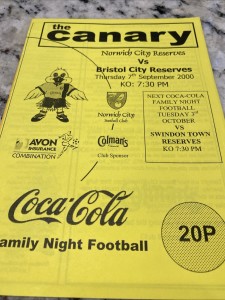 the
canary
Norwich City Reserves
Vs
Bristol City Reserves
Thursday 7th September 2000
KO: 7:30 PM
Norwich City
Football Club
AVON
INSURANCE
COMBINATION
Colman's
Club Sponsors
NEXT COCA-COLA
FAMILY NIGHT
FOOTBALL
TUESDAY 3rd
OCTOBER
VS
SWINDON TOWN
RESERVES
KO 7:30 PM
Coca-Cola
amily Night Football
20P